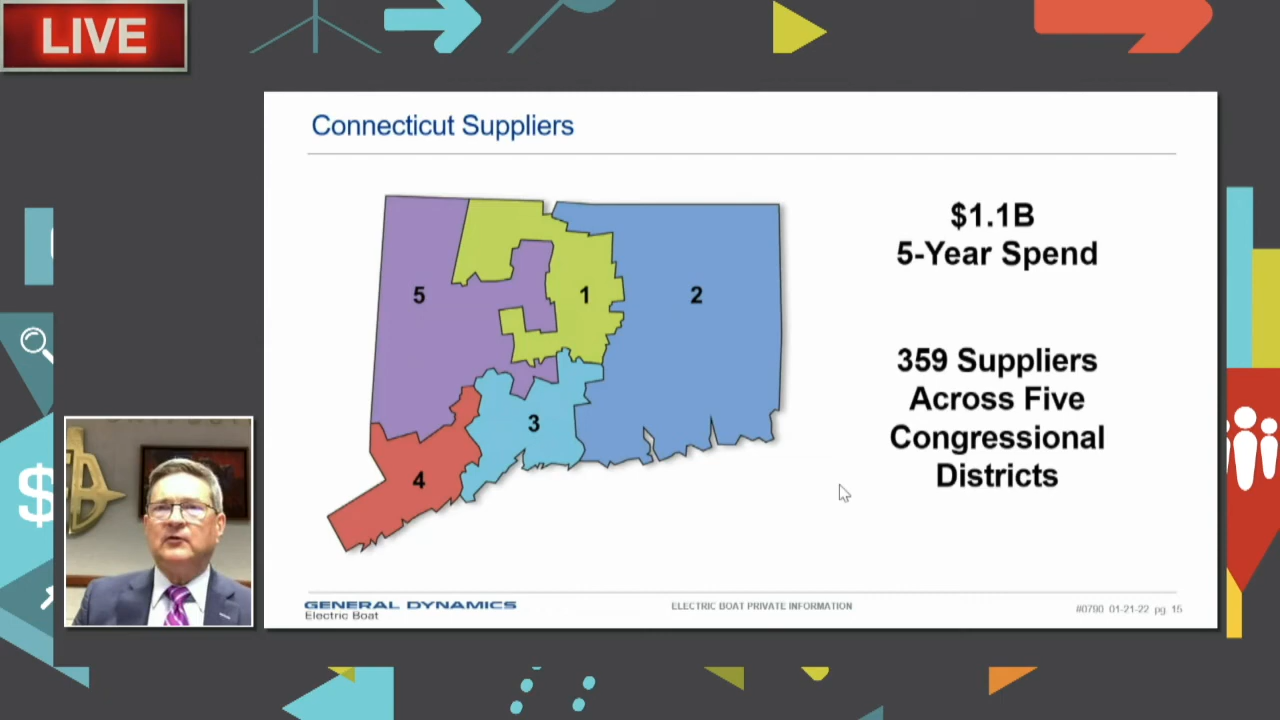 LIVE
Connecticut Suppliers
$1.1B
5-Year Spend
5
1
2
3
4
359 Suppliers
Across Five
Congressional
Districts
$
GENERAL DYNAMICS
Electric Boat
ELECTRIC BOAT PRIVATE INFORMATION
#0790 01-21-22 pg. 15